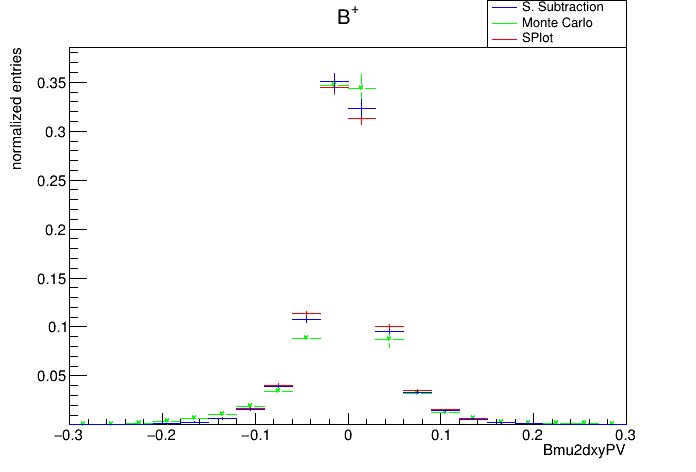 B+
S. Subtraction
Monte Carlo
SPlot
normalized entries
0.35
0.3
0.25
0.2
0.15
0.1
0.05
−0.3 −0.2 −0.1 0 0.1 0.2 0.3
Bmu2dxyPV